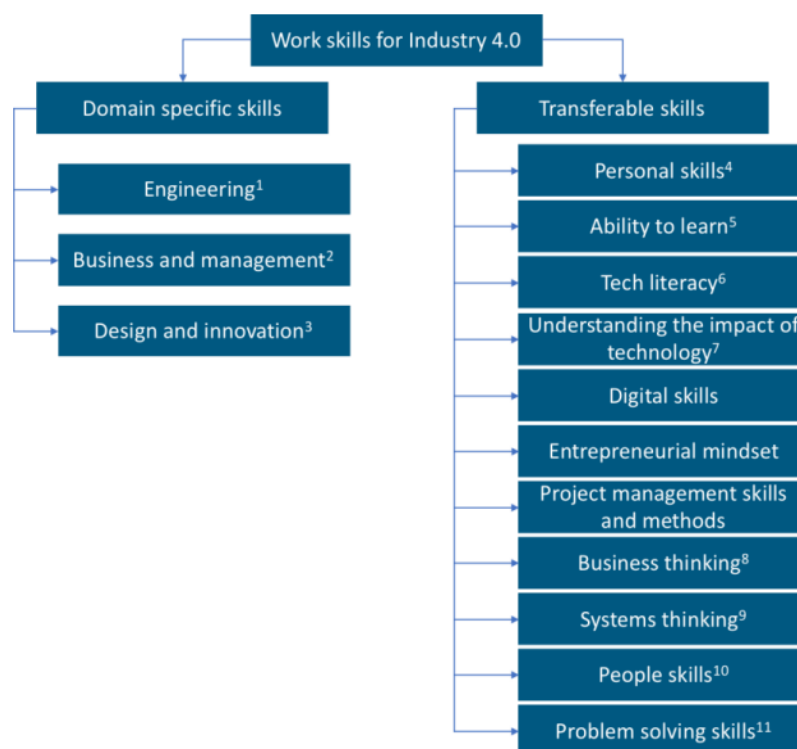 Work skills for Industry 4.0
Domain specific skills
Engineering¹
Business and management²
Design and innovation³
Transferable skills
Personal skills⁴
Ability to learn⁵
Tech literacy⁶
Understanding the impact of
technology⁷
Digital skills
Entrepreneurial mindset
Project management skills
and methods
Business thinking⁸
Systems thinking⁹
People skills¹⁰
Problem solving skills¹¹